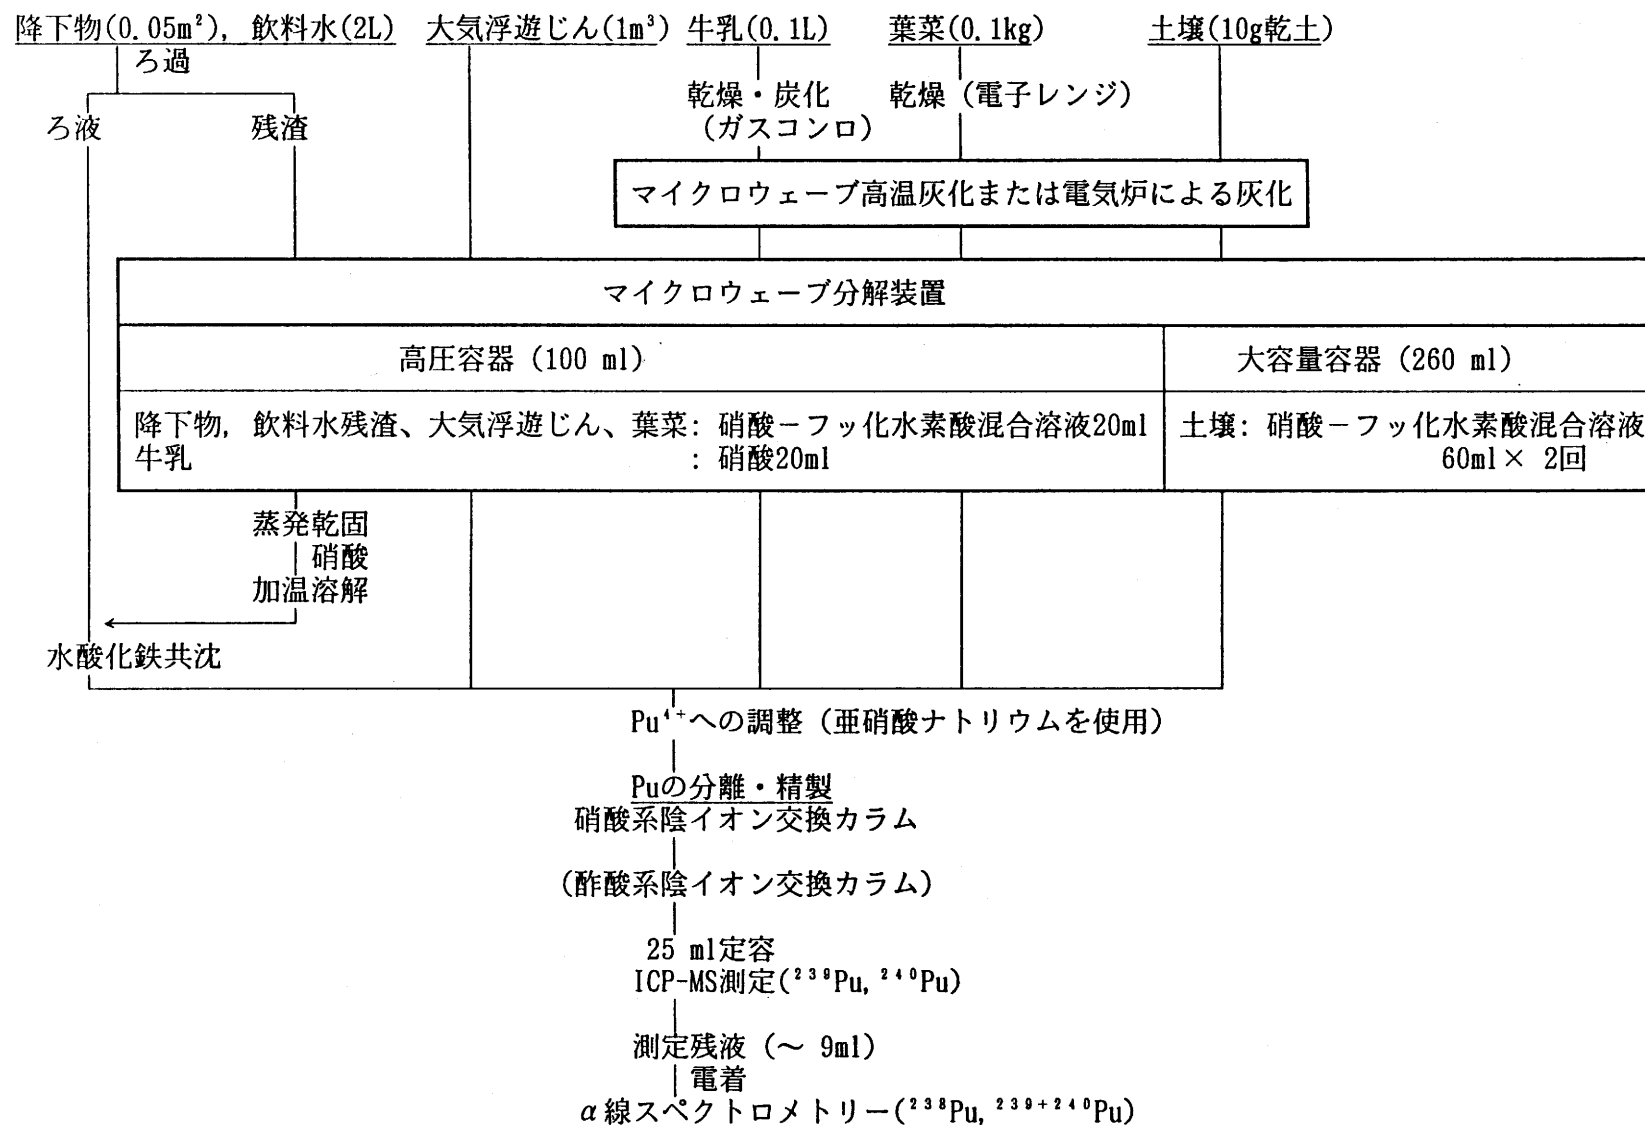 降下物(0.05m²), 飲料水(2L) 大気浮遊じん(1m³) 牛乳(0.1L) 葉菜(0.1kg) 土壌(10g乾土)
ろ過
乾燥・炭化 乾燥（電子レンジ）
ろ液 残渣 （ガスコンロ）
マイクロウェーブ高温灰化または電気炉による灰化
マイクロウェーブ分解装置
高圧容器（100 ml） 大容量容器（260 ml）
降下物, 飲料水残渣、大気浮遊じん、葉菜: 硝酸－フッ化水素酸混合溶液20ml 土壌: 硝酸－フッ化水素酸混合溶液
牛乳 : 硝酸20ml 60ml× 2回
蒸発乾固
硝酸
加温溶解
水酸化鉄共沈
Pu⁴⁺への調整（亜硝酸ナトリウムを使用）
Puの分離・精製
硝酸系陰イオン交換カラム
（酢酸系陰イオン交換カラム）
25 ml定容
ICP-MS測定(²³⁹Pu, ²⁴⁰Pu)
測定残液（～ 9ml）
電着
α線スペクトロメトリー(²³⁸Pu, ²³⁹⁺²⁴⁰Pu)